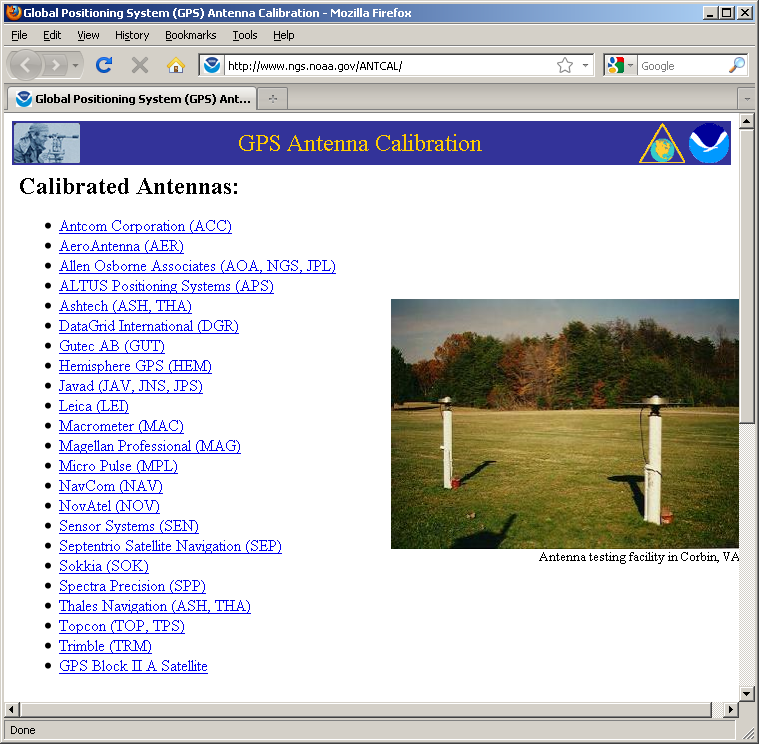 Global Positioning System (GPS) Antenna Calibration - Mozilla Firefox
File Edit View History Bookmarks Tools Help
http://www.ngs.noaa.gov/ANTCAL/
Google
Global Positioning System (GPS) Ant...
GPS Antenna Calibration
Calibrated Antennas:
Antcom Corporation (ACC)
AeroAntenna (AER)
Allen Osborne Associates (AOA, NGS, JPL)
ALTUS Positioning Systems (APS)
Ashtech (ASH, THA)
DataGrid International (DGR)
Gutec AB (GUT)
Hemisphere GPS (HEM)
Javad (JAV, JNS, JPS)
Leica (LEI)
Macrometer (MAC)
Magellan Professional (MAG)
Micro Pulse (MPL)
NavCom (NAV)
NovAtel (NOV)
Sensor Systems (SEN)
Septentrio Satellite Navigation (SEP)
Sokkia (SOK)
Spectra Precision (SPP)
Thales Navigation (ASH, THA)
Topcon (TOP, TPS)
Trimble (TRM)
GPS Block II A Satellite
Antenna testing facility in Corbin, VA
Done